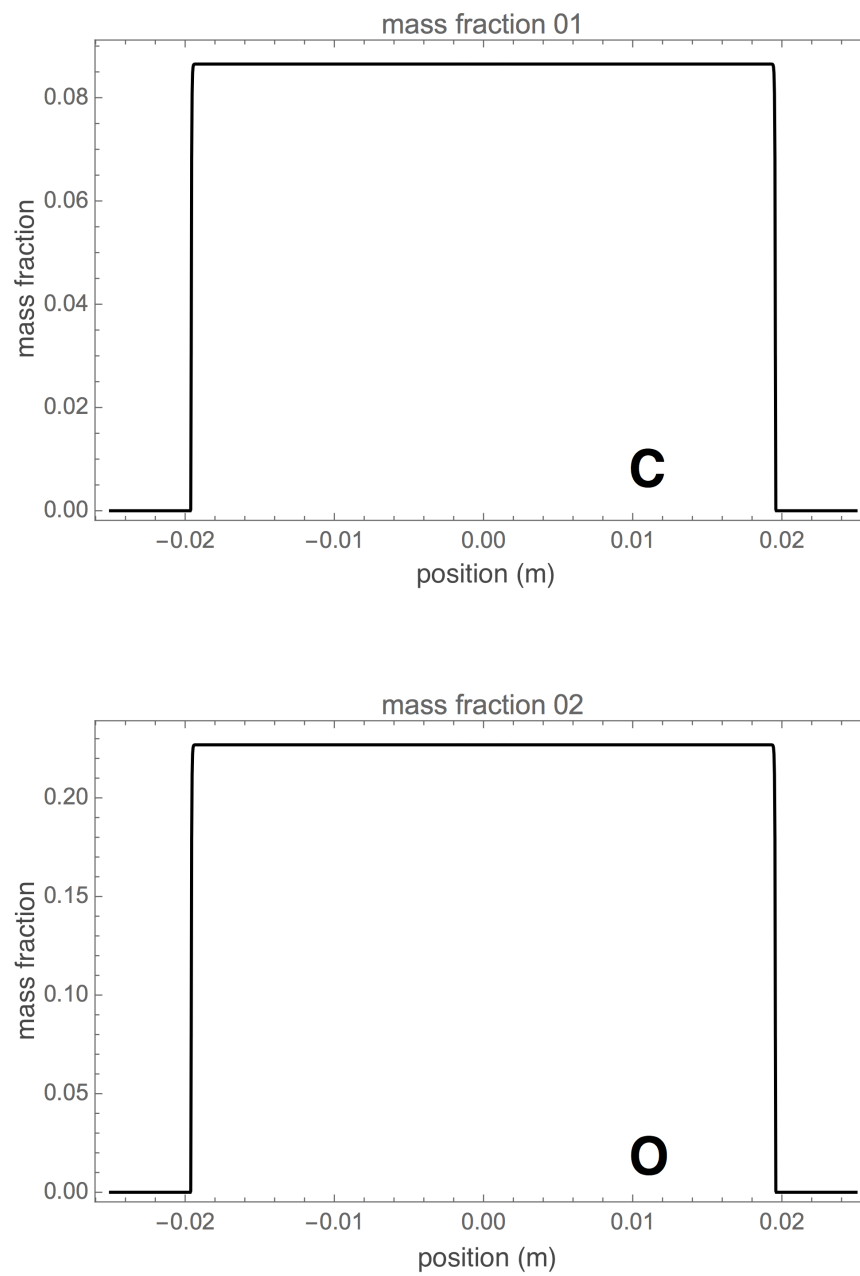 mass fraction 01
0.08
0.06
0.04
0.02
0.00
mass fraction
C
−0.02 −0.01 0.00 0.01 0.02
position (m)
mass fraction 02
0.20
0.15
0.10
0.05
0.00
mass fraction
O
−0.02 −0.01 0.00 0.01 0.02
position (m)